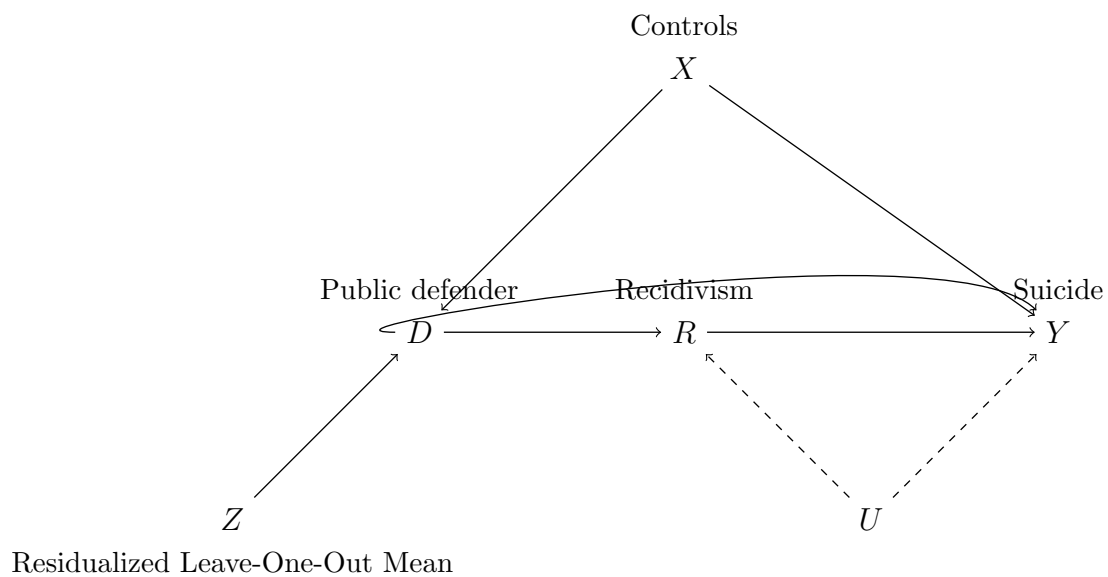 Controls
X
Public defender
Recidivism
Suicide
D
R
Y
Z
U
Residualized Leave-One-Out Mean